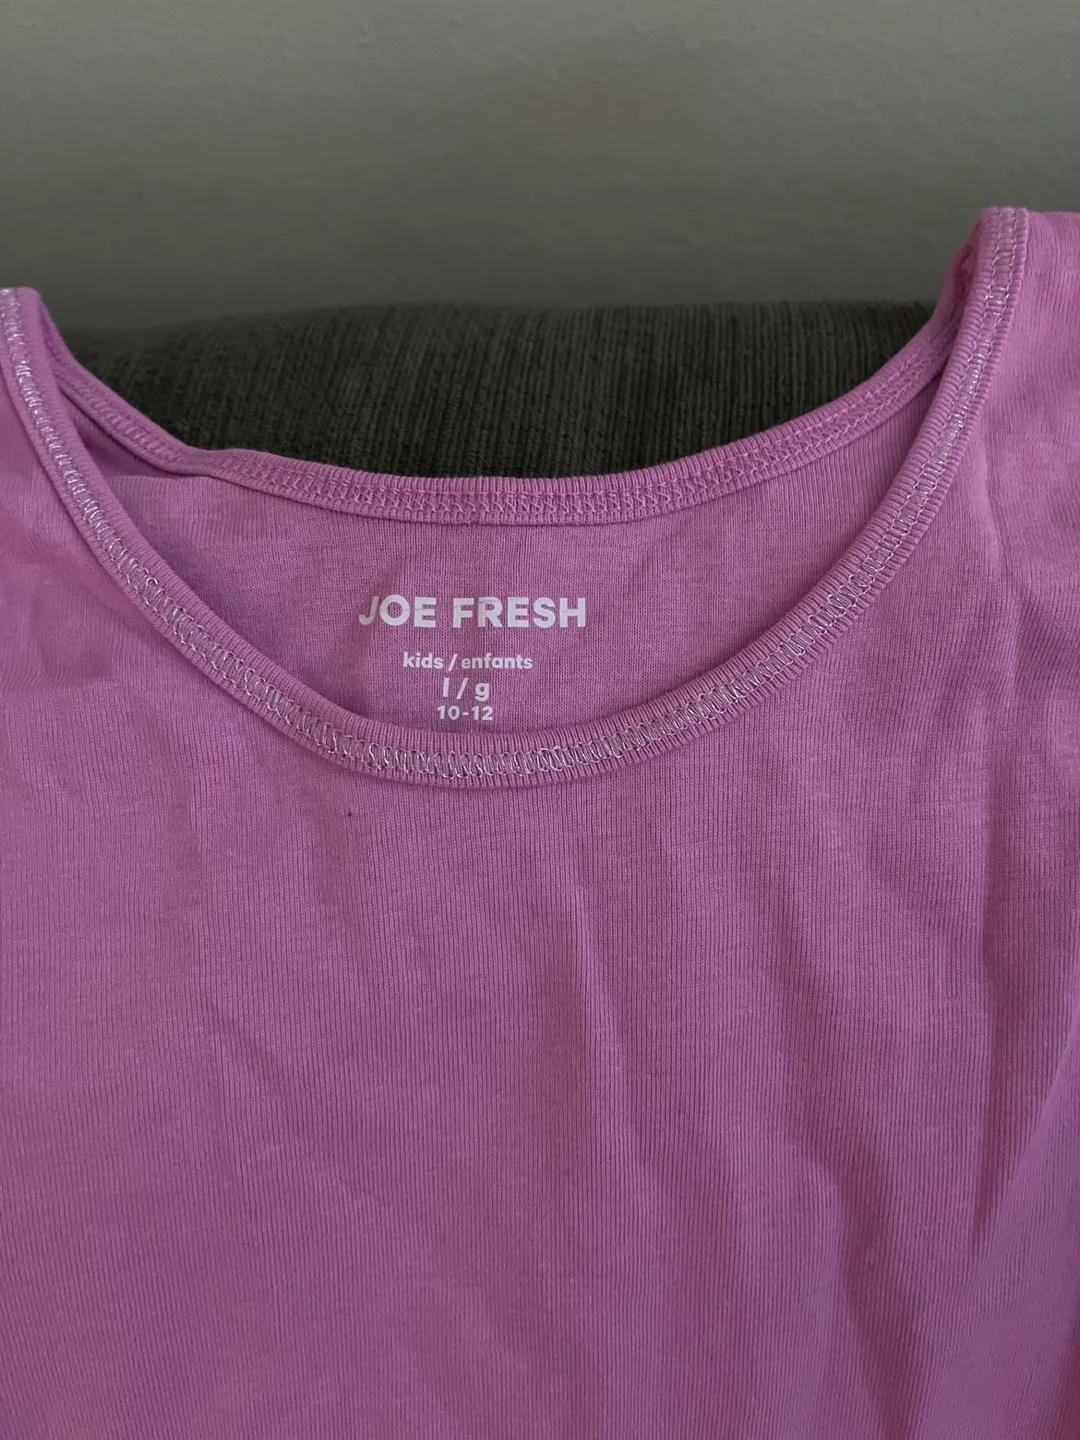 JOE FRESH
kids / enfants
l / g
10-12